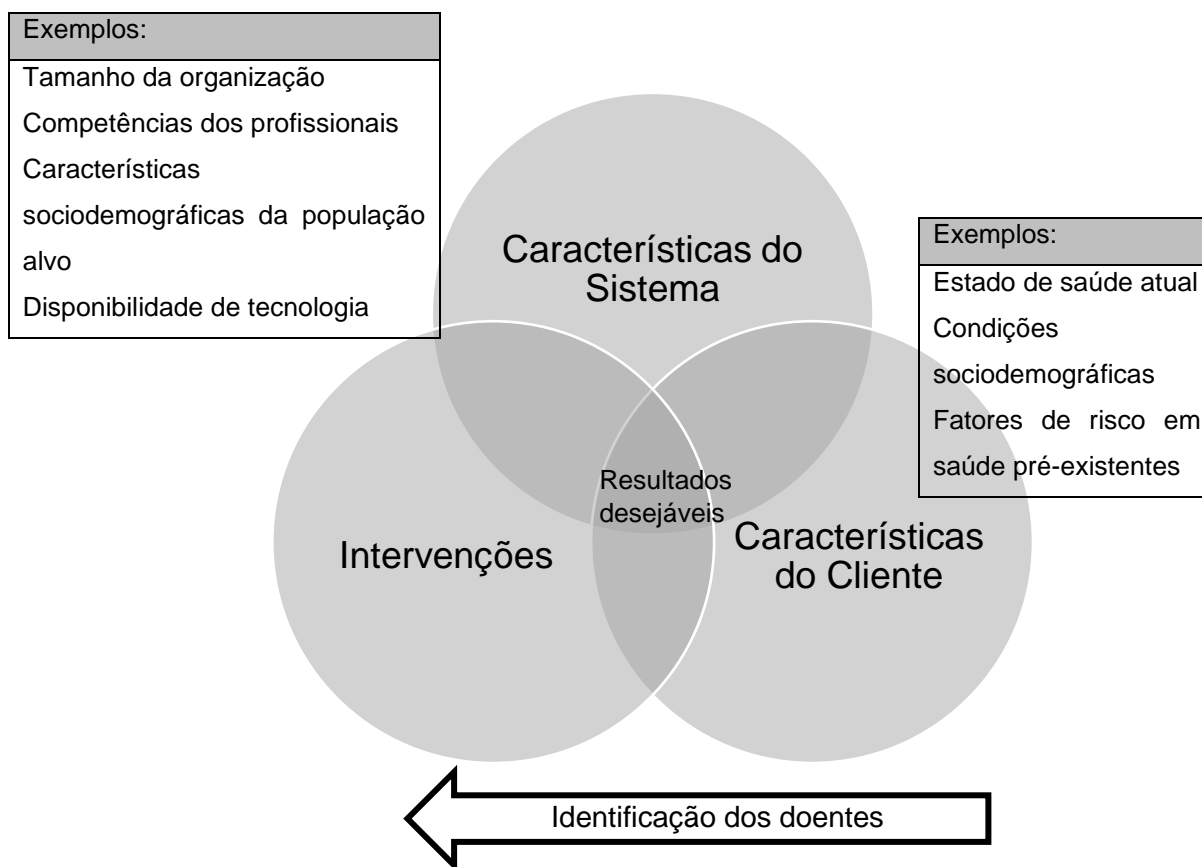 Exemplos:
Tamanho da organização
Competências dos profissionais
Características
sociodemográficas da população
alvo
Disponibilidade de tecnologia
Características do
Sistema
Exemplos:
Estado de saúde atual
Condições
sociodemográficas
Fatores de risco em
saúde pré-existentes
Resultados
desejáveis
Intervenções
Características
do Cliente
Identificação dos doentes